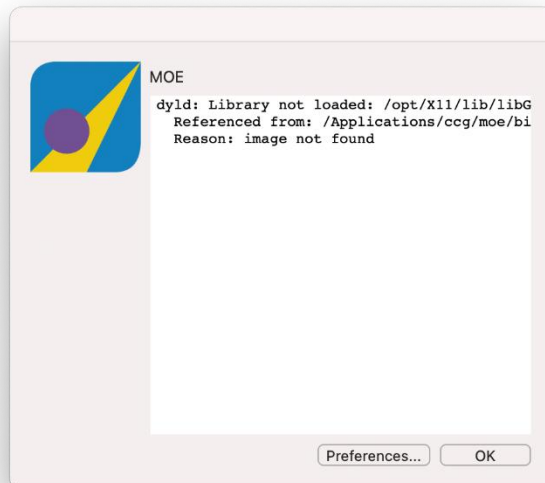 MOE
dyld: Library not loaded: /opt/X11/lib/libG
Referenced from: /Applications/ccg/moe/bi
Reason: image not found
Preferences... OK